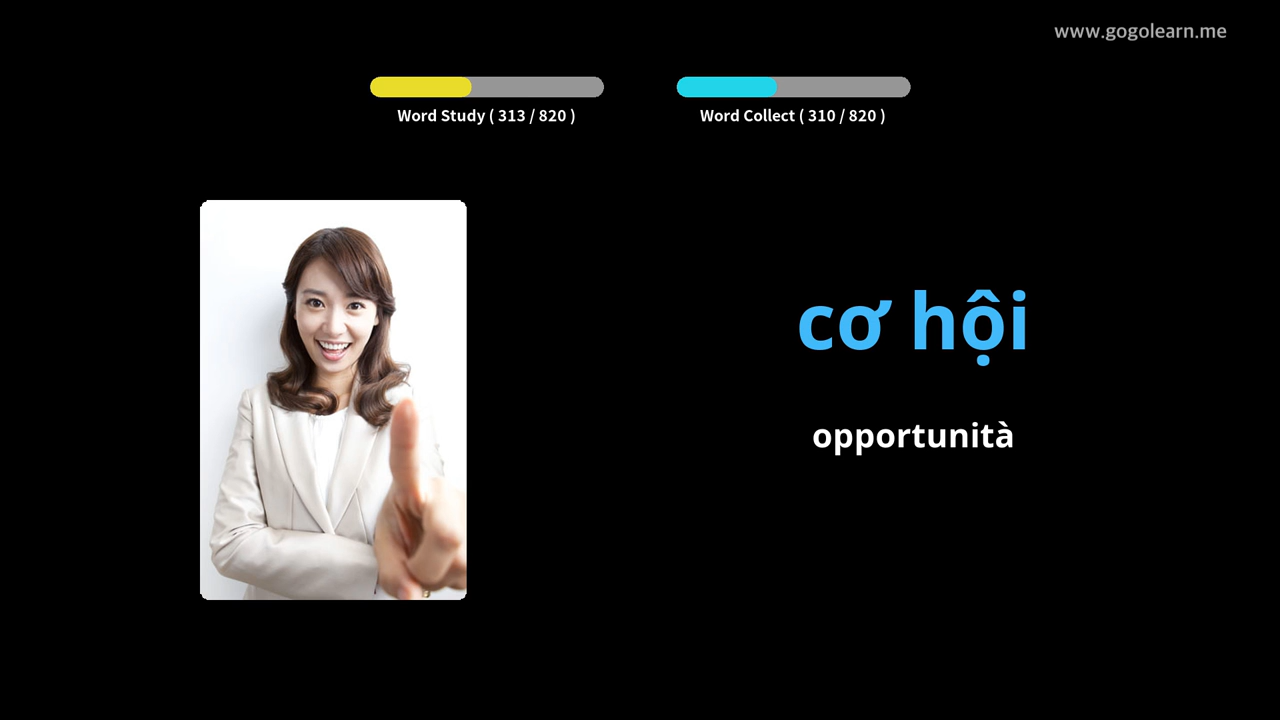 www.gogolearn.me
Word Study ( 313 / 820 )
Word Collect ( 310 / 820 )
cơ hội
opportunità